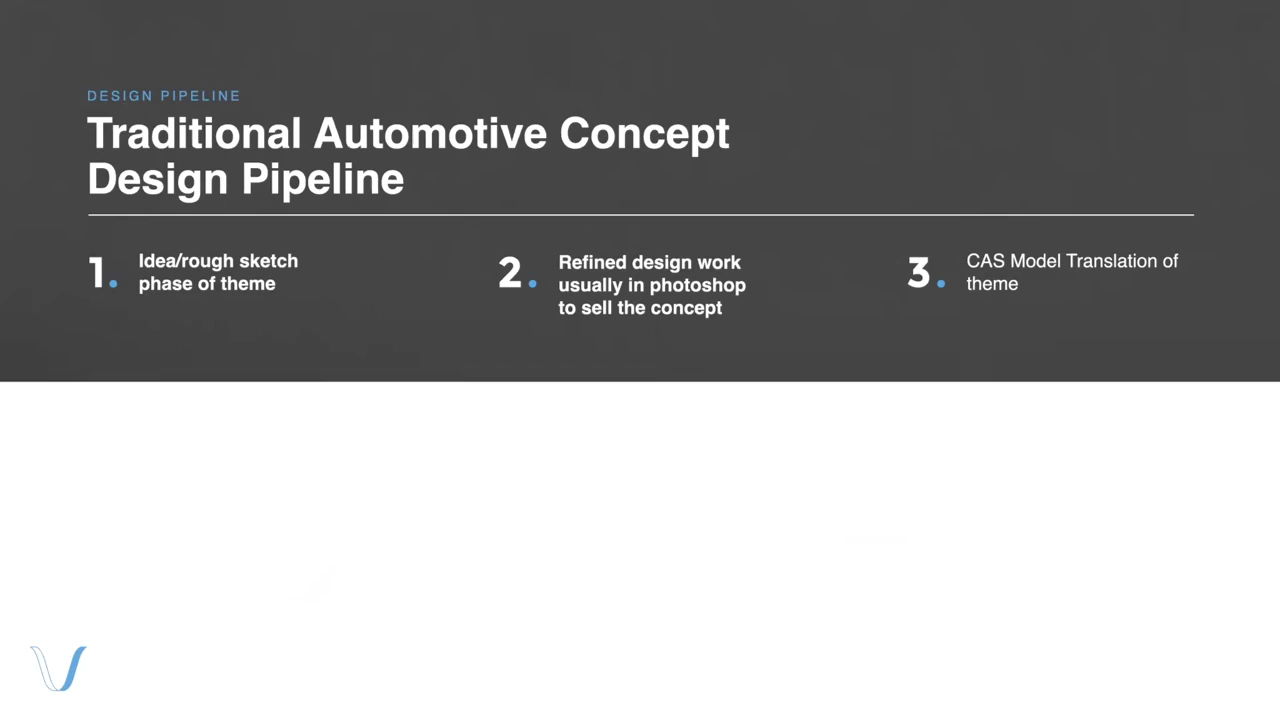 DESIGN PIPELINE
Traditional Automotive Concept
Design Pipeline
1.
Idea/rough sketch
phase of theme
2.
Refined design work
usually in photoshop
to sell the concept
3.
CAS Model Translation of
theme